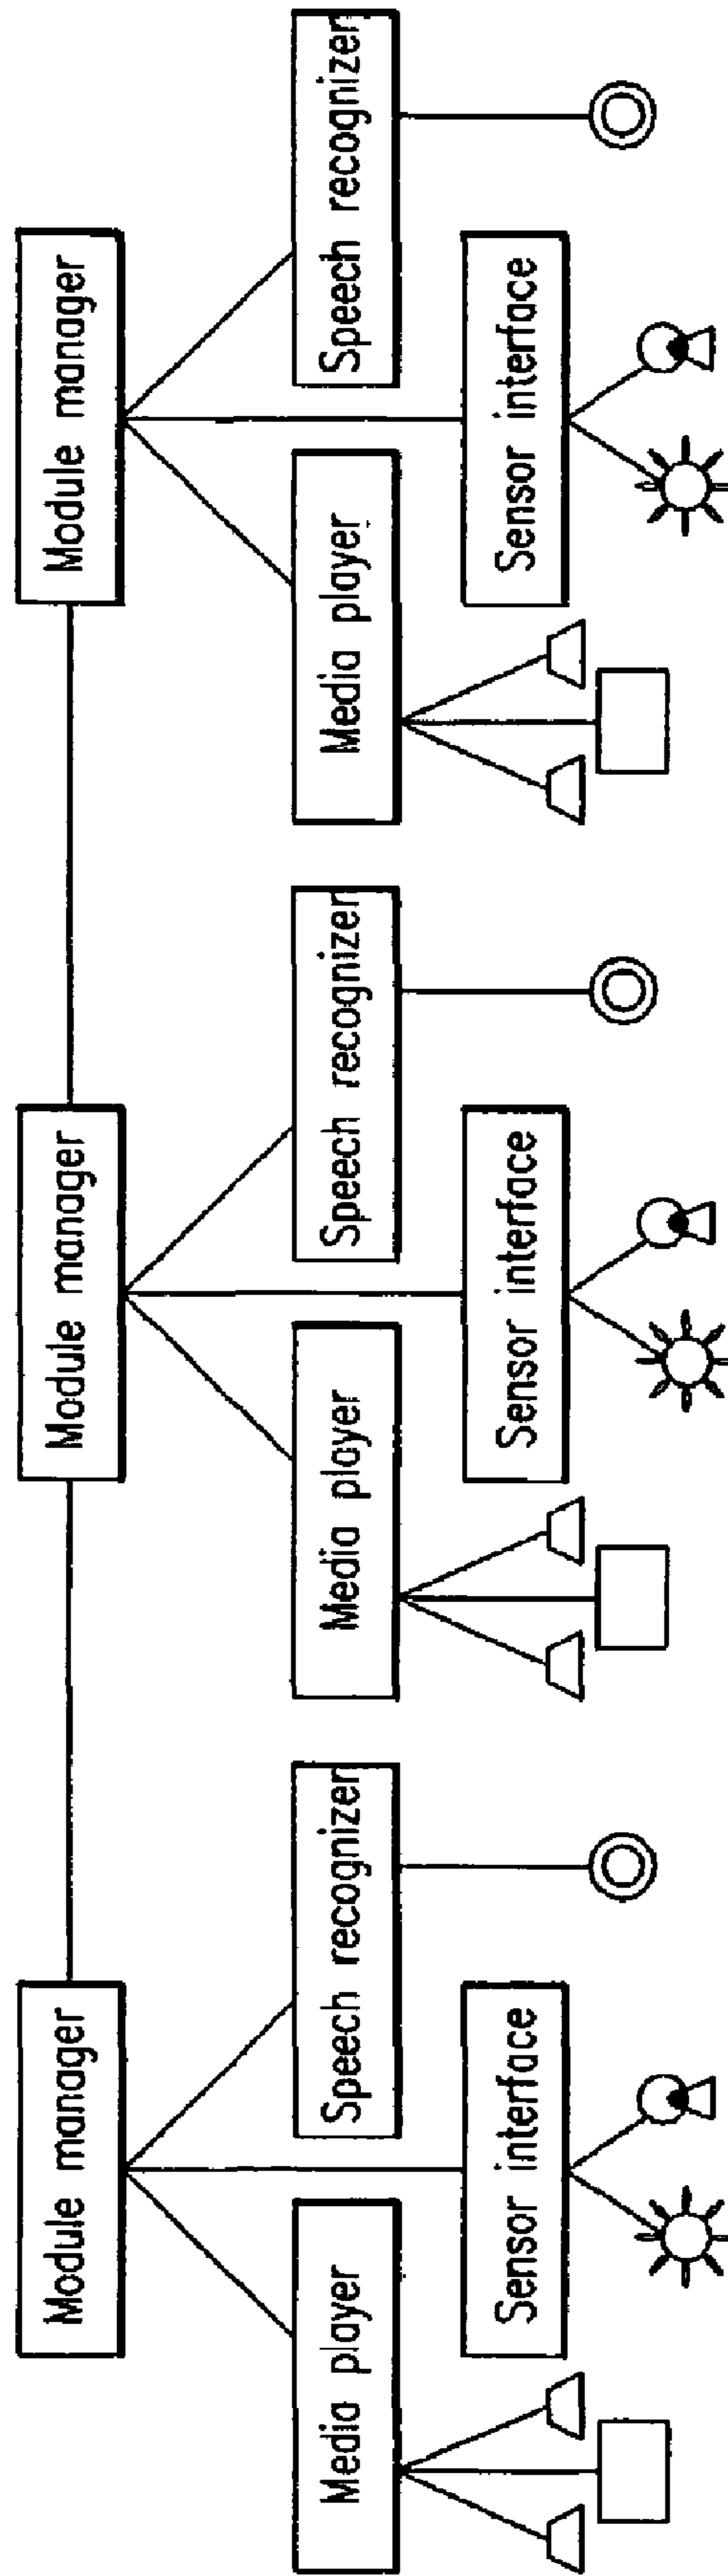 Module manager
Module manager
Module manager
Media player
Speech recognizer
Media player
Speech recognizer
Media player
Speech recognizer
Sensor interface
Sensor interface
Sensor interface